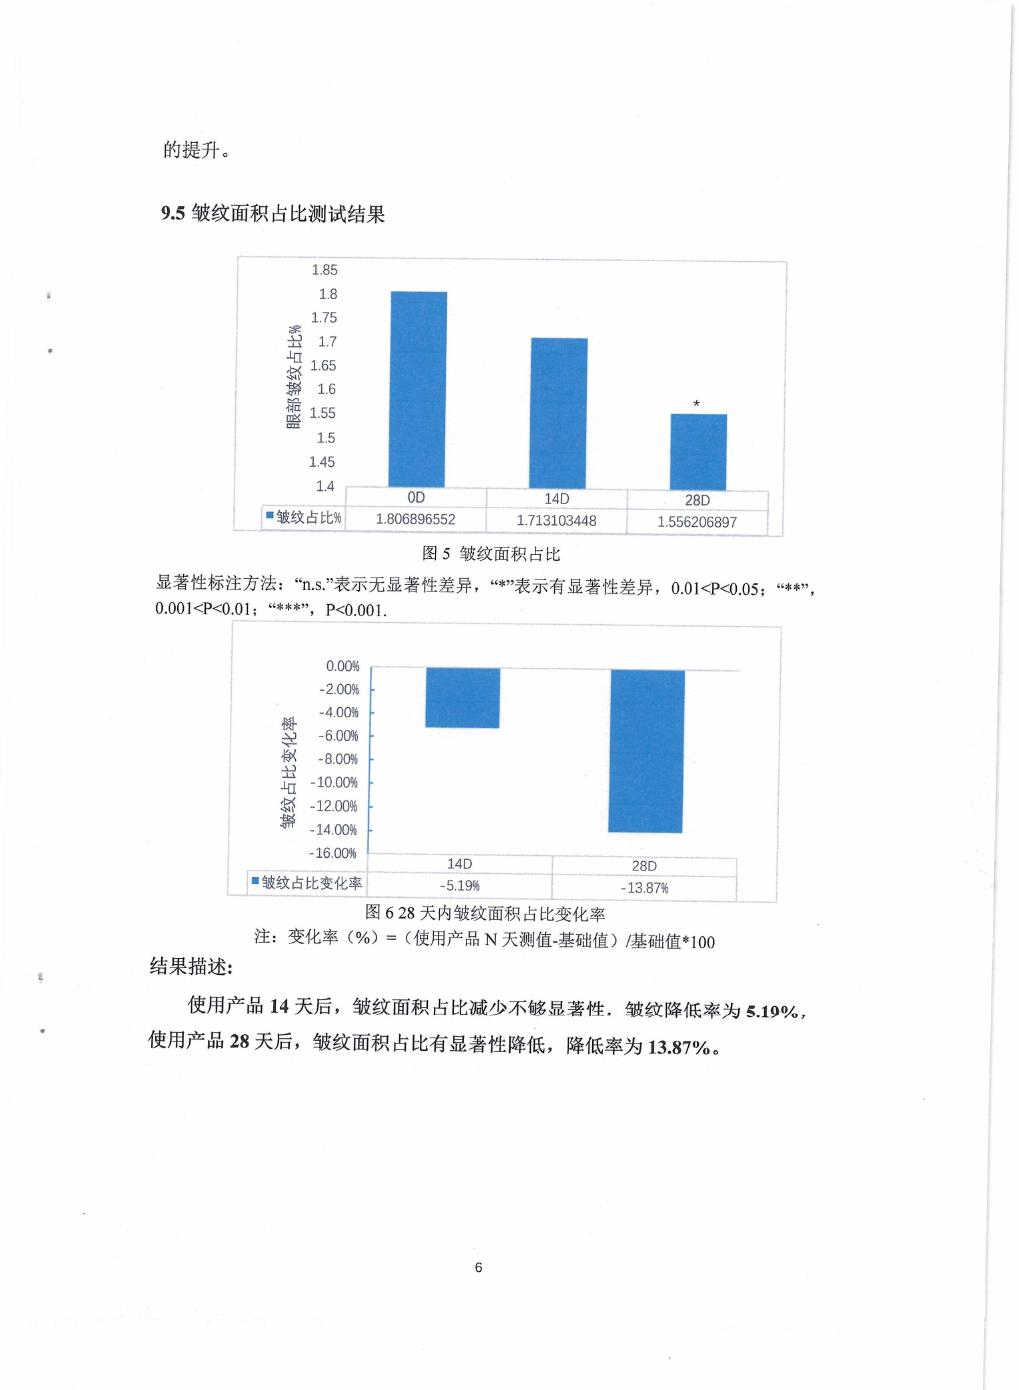 的提升。
9.5 皱纹面积占比测试结果
1.85
1.8
1.75
1.7
1.65
1.6
1.55
1.5
1.45
1.4
眼部皱纹占比%
*
0D 14D 28D
皱纹占比% 1.806896552 1.713103448 1.556206897
图 5 皱纹面积占比
显著性标注方法：“n.s.”表示无显著性差异，“*”表示有显著性差异，0.01<P<0.05；“**”，
0.001<P<0.01；“***”，P<0.001.
0.00%
-2.00%
-4.00%
-6.00%
-8.00%
-10.00%
-12.00%
-14.00%
-16.00%
皱纹占比变化率
14D 28D
皱纹占比变化率 -5.19% -13.87%
图 6 28 天内皱纹面积占比变化率
注：变化率（%）=（使用产品 N 天测值-基础值）/基础值*100
结果描述:
使用产品 14 天后，皱纹面积占比减少不够显著性．皱纹降低率为 5.19%，
使用产品 28 天后，皱纹面积占比有显著性降低，降低率为 13.87%。
6